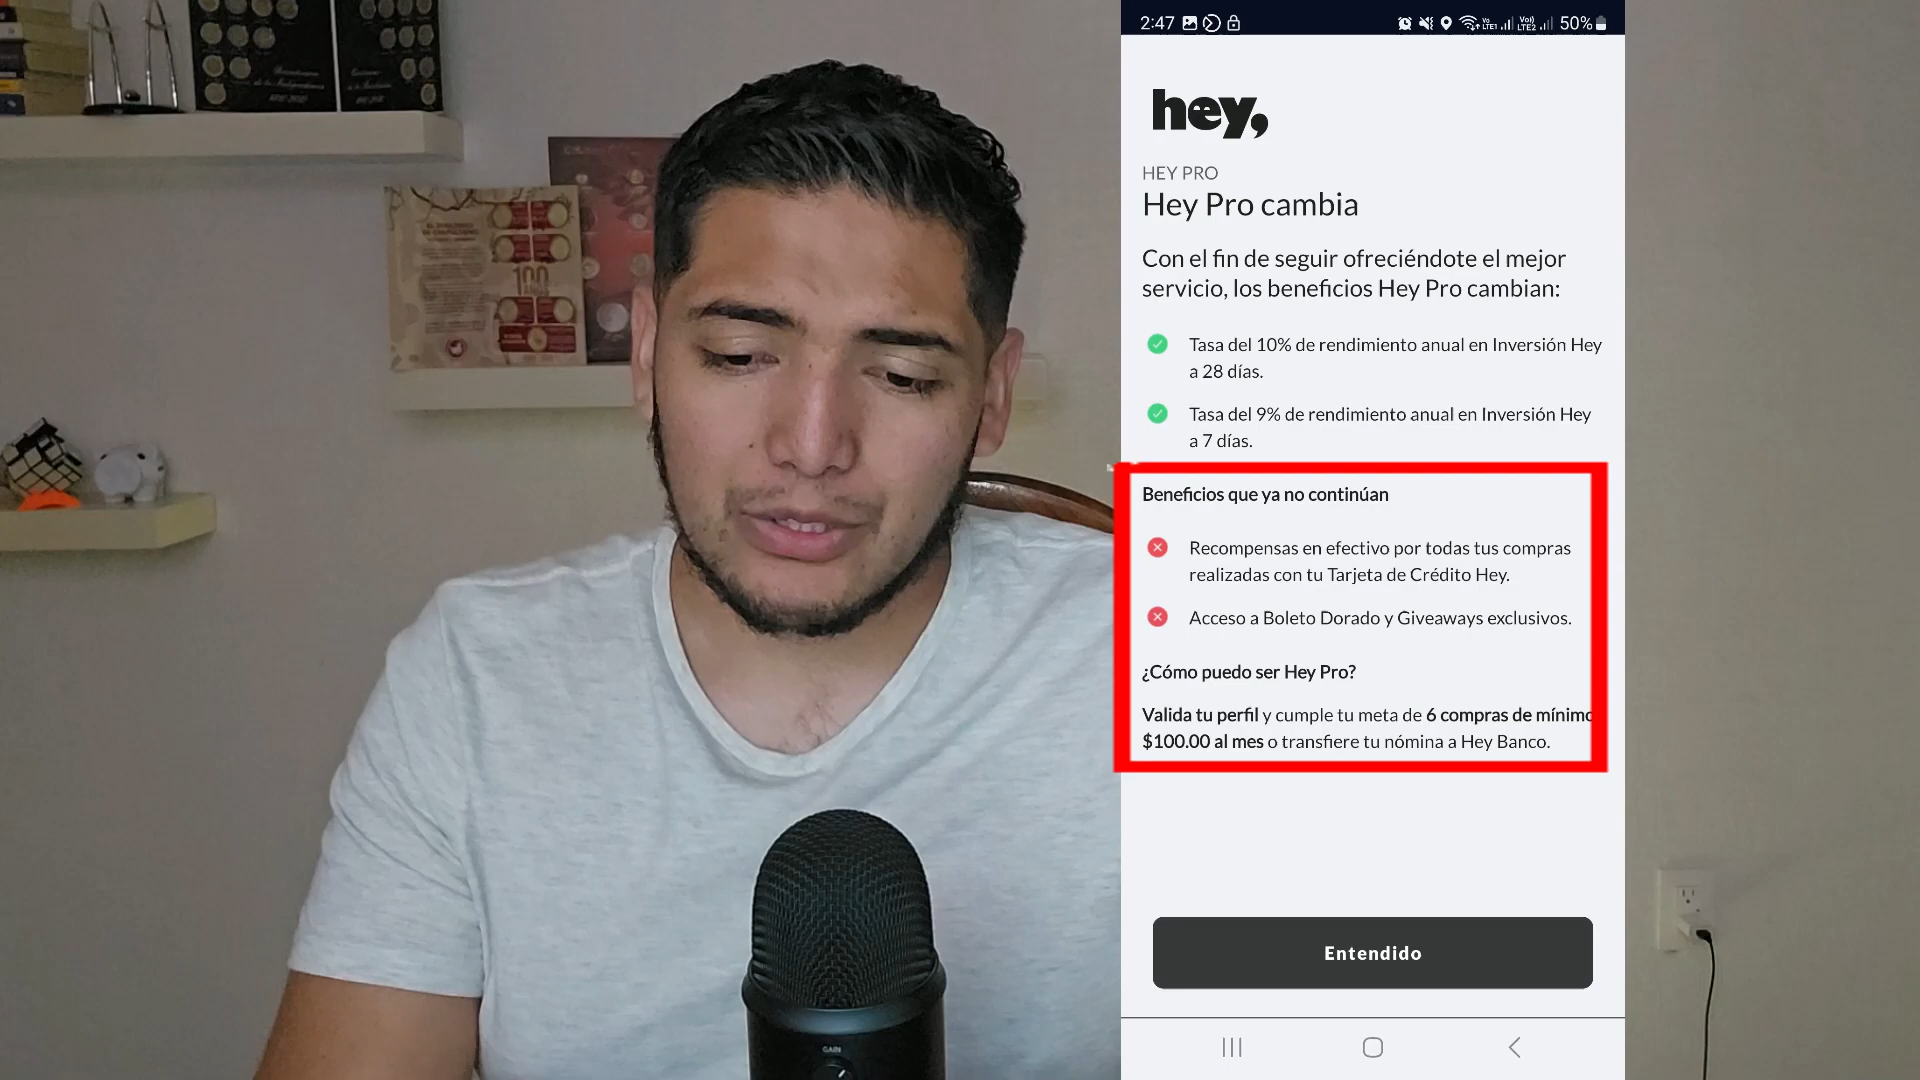 2:47
LTE1
LTE2
50%
hey,
HEY PRO
Hey Pro cambia
Con el fin de seguir ofreciéndote el mejor
servicio, los beneficios Hey Pro cambian:
Tasa del 10% de rendimiento anual en Inversión Hey
a 28 días.
Tasa del 9% de rendimiento anual en Inversión Hey
a 7 días.
Beneficios que ya no continúan
Recompensas en efectivo por todas tus compras
realizadas con tu Tarjeta de Crédito Hey.
Acceso a Boleto Dorado y Giveaways exclusivos.
¿Cómo puedo ser Hey Pro?
Valida tu perfil y cumple tu meta de 6 compras de mínimo
$100.00 al mes o transfiere tu nómina a Hey Banco.
Entendido
100
GAIN